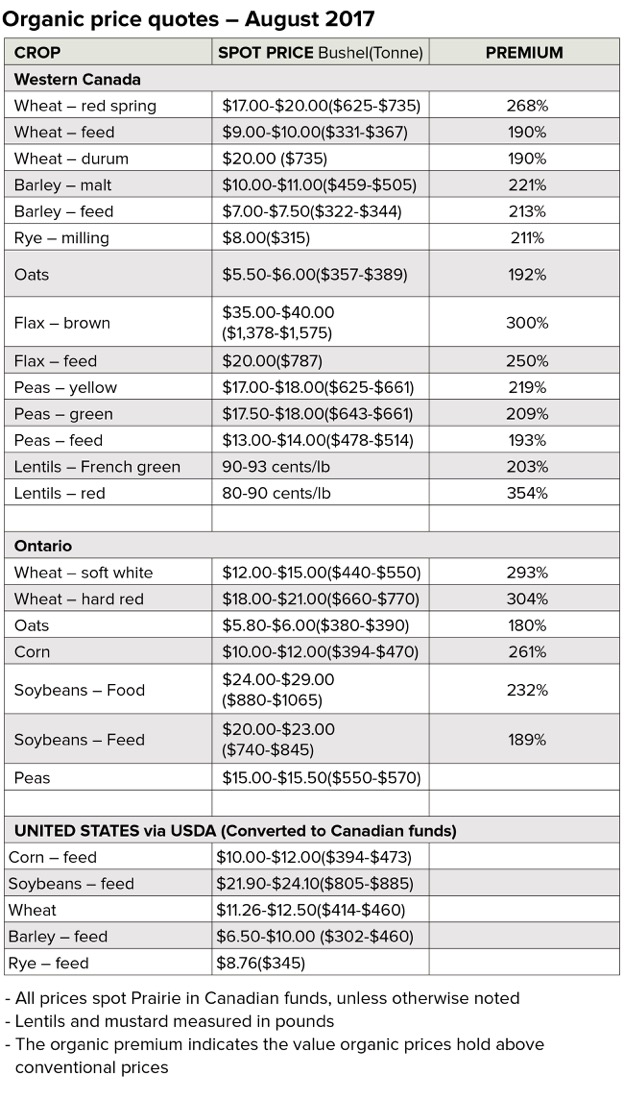 Organic price quotes – August 2017
CROP SPOT PRICE Bushel(Tonne) PREMIUM
Western Canada
Wheat – red spring $17.00-$20.00($625-$735) 268%
Wheat – feed $9.00-$10.00($331-$367) 190%
Wheat – durum $20.00 ($735) 190%
Barley – malt $10.00-$11.00($459-$505) 221%
Barley – feed $7.00-$7.50($322-$344) 213%
Rye – milling $8.00($315) 211%
Oats $5.50-$6.00($357-$389) 192%
Flax – brown $35.00-$40.00 300%
($1,378-$1,575)
Flax – feed $20.00($787) 250%
Peas – yellow $17.00-$18.00($625-$661) 219%
Peas – green $17.50-$18.00($643-$661) 209%
Peas – feed $13.00-$14.00($478-$514) 193%
Lentils – French green 90-93 cents/lb 203%
Lentils – red 80-90 cents/lb 354%
Ontario
Wheat – soft white $12.00-$15.00($440-$550) 293%
Wheat – hard red $18.00-$21.00($660-$770) 304%
Oats $5.80-$6.00($380-$390) 180%
Corn $10.00-$12.00($394-$470) 261%
Soybeans – Food $24.00-$29.00 232%
($880-$1065)
Soybeans – Feed $20.00-$23.00 189%
($740-$845)
Peas $15.00-$15.50($550-$570)
UNITED STATES via USDA (Converted to Canadian funds)
Corn – feed $10.00-$12.00($394-$473)
Soybeans – feed $21.90-$24.10($805-$885)
Wheat $11.26-$12.50($414-$460)
Barley – feed $6.50-$10.00 ($302-$460)
Rye – feed $8.76($345)
- All prices spot Prairie in Canadian funds, unless otherwise noted
- Lentils and mustard measured in pounds
- The organic premium indicates the value organic prices hold above
conventional prices